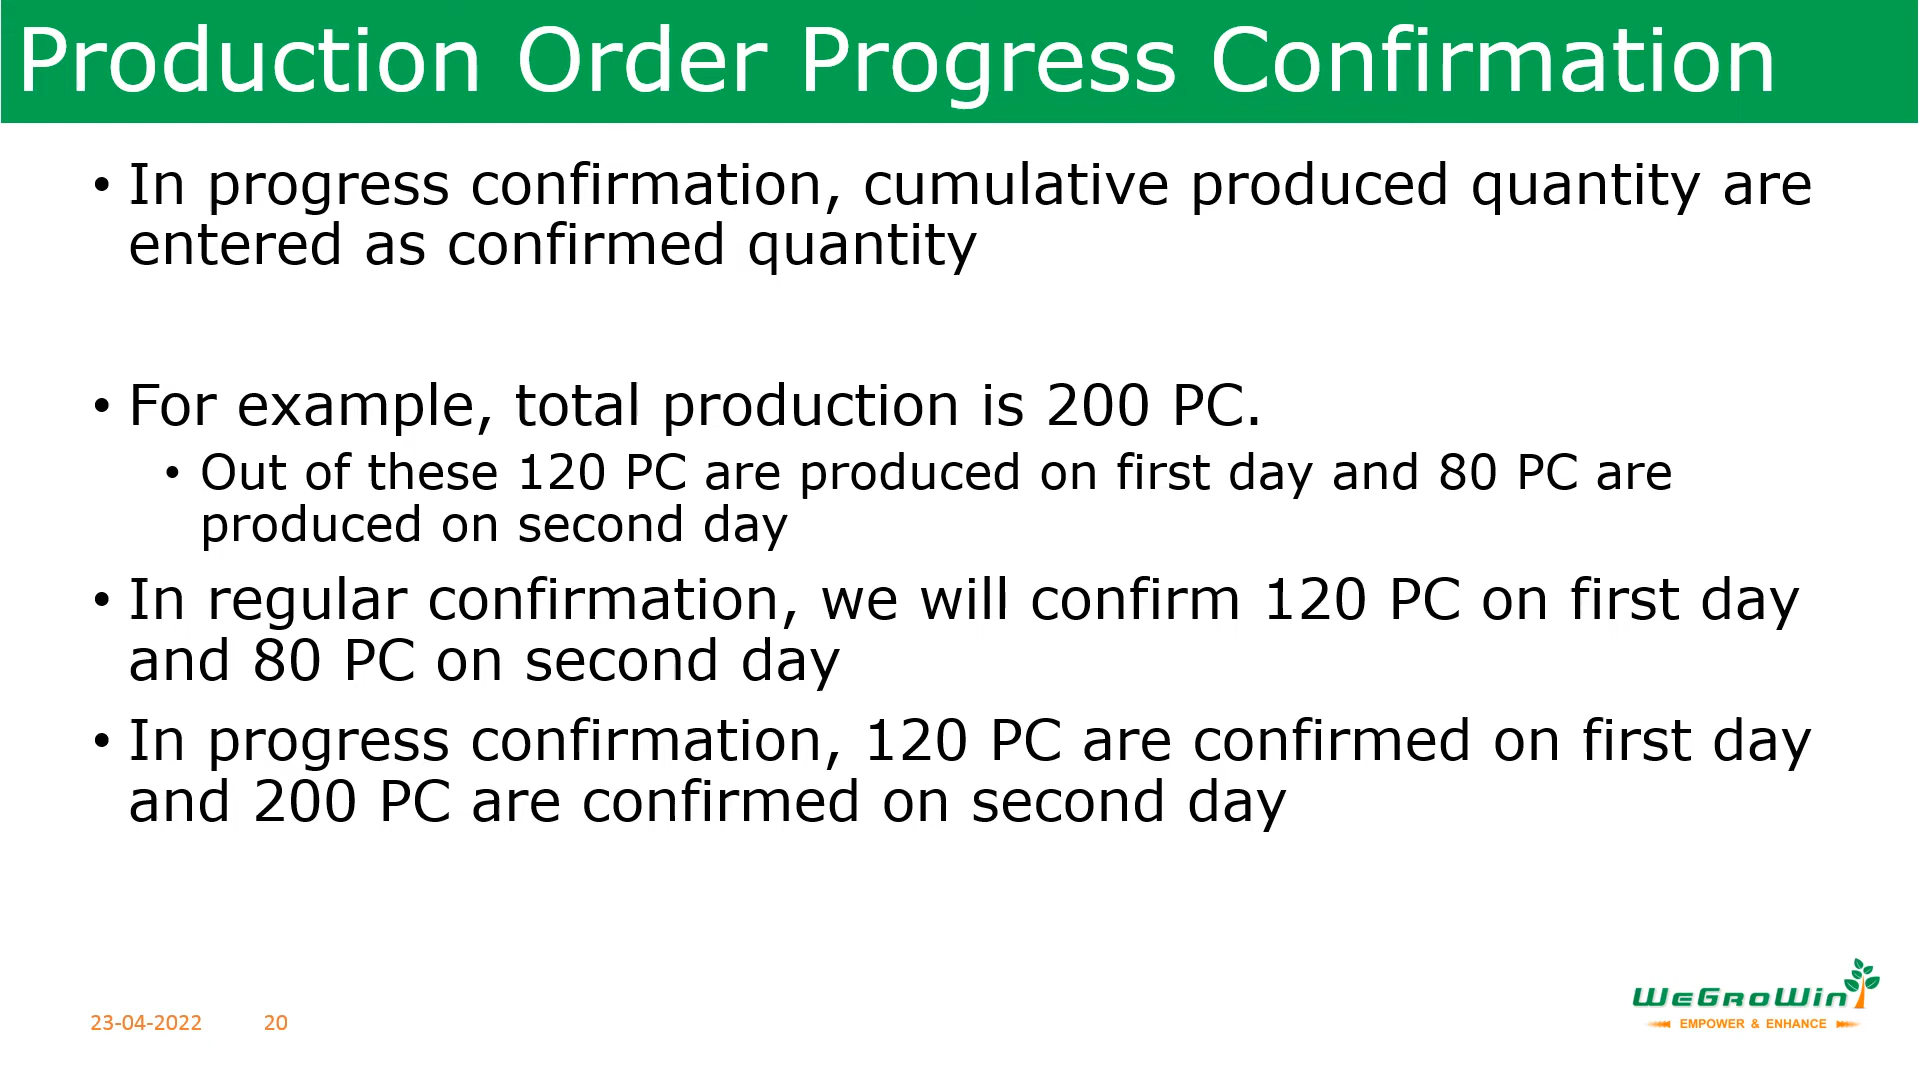 Production Order Progress Confirmation
• In progress confirmation, cumulative produced quantity are
entered as confirmed quantity
• For example, total production is 200 PC.
• Out of these 120 PC are produced on first day and 80 PC are
produced on second day
• In regular confirmation, we will confirm 120 PC on first day
and 80 PC on second day
• In progress confirmation, 120 PC are confirmed on first day
and 200 PC are confirmed on second day
23-04-2022 20
WeGroWin
EMPOWER & ENHANCE